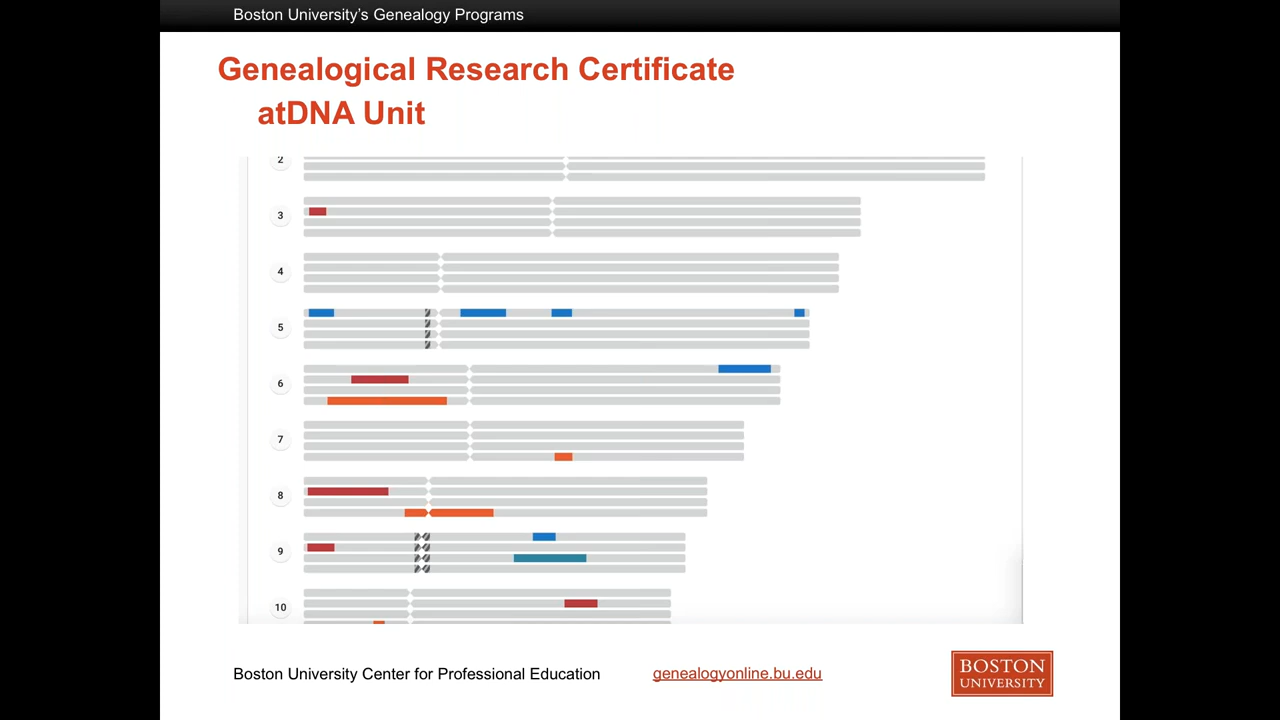 Boston University’s Genealogy Programs
Genealogical Research Certificate
atDNA Unit
2
3
4
5
6
7
8
9
10
Boston University Center for Professional Education genealogyonline.bu.edu
BOSTON
UNIVERSITY